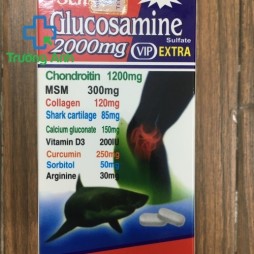 Glucosamine
Sulfate
2000mg VIP EXTRA
Chondroitin 1200mg
MSM 300mg
Collagen 120mg
Shark cartilage 85mg
Calcium gluconate 150mg
Vitamin D3 200IU
Curcumin 250mg
Sorbitol 50mg
Arginine 30mg